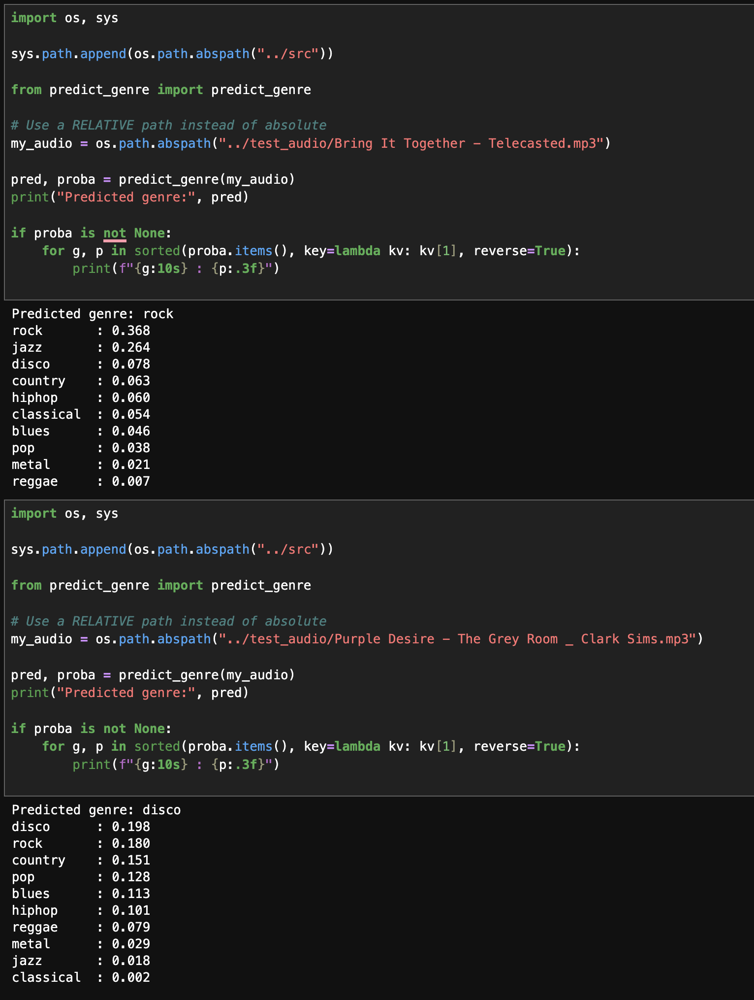 import os, sys
sys.path.append(os.path.abspath("../src"))
from predict_genre import predict_genre
# Use a RELATIVE path instead of absolute
my_audio = os.path.abspath("../test_audio/Bring It Together – Telecasted.mp3")
pred, proba = predict_genre(my_audio)
print("Predicted genre:", pred)
if proba is not None:
    for g, p in sorted(proba.items(), key=lambda kv: kv[1], reverse=True):
        print(f"{g:10s} : {p:.3f}")
Predicted genre: rock
rock       : 0.368
jazz       : 0.264
disco      : 0.078
country    : 0.063
hiphop     : 0.060
classical  : 0.054
blues      : 0.046
pop        : 0.038
metal      : 0.021
reggae     : 0.007
import os, sys
sys.path.append(os.path.abspath("../src"))
from predict_genre import predict_genre
# Use a RELATIVE path instead of absolute
my_audio = os.path.abspath("../test_audio/Purple Desire – The Grey Room _ Clark Sims.mp3")
pred, proba = predict_genre(my_audio)
print("Predicted genre:", pred)
if proba is not None:
    for g, p in sorted(proba.items(), key=lambda kv: kv[1], reverse=True):
        print(f"{g:10s} : {p:.3f}")
Predicted genre: disco
disco      : 0.198
rock       : 0.180
country    : 0.151
pop        : 0.128
blues      : 0.113
hiphop     : 0.101
reggae     : 0.079
metal      : 0.029
jazz       : 0.018
classical  : 0.002